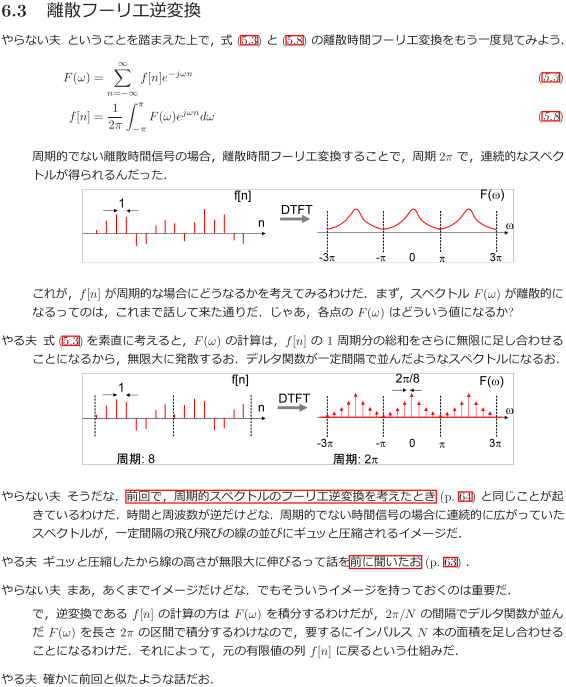 6.3 離散フーリエ逆変換
やらない夫 ということを踏まえた上で，式 (5.3) と (5.8) の離散時間フーリエ変換をもう一度見てみよう．
F(ω) = ∑_{n=−∞}^{∞} f[n]e^{−jωn} (5.3)
f[n] = \frac{1}{2π} ∫_{−π}^{π} F(ω)e^{jωn}dω (5.8)
周期的でない離散時間信号の場合，離散時間フーリエ変換することで，周期 2π で，連続的なスペク
トルが得られるんだった．
1 f[n] n DTFT F(ω) ω
-3π -π 0 π 3π
これが，f[n] が周期的な場合にどうなるかを考えてみるわけだ．まず，スペクトル F(ω) が離散的に
なるってのは，これまで話して来た通りだ．じゃあ，各点の F(ω) はどういう値になるか?
やる夫 式 (5.3) を素直に考えると，F(ω) の計算は，f[n] の 1 周期分の総和をさらに無限に足し合わせる
ことになるから，無限大に発散するお．デルタ関数が一定間隔で並んだようなスペクトルになるお．
1 f[n] n DTFT 2π/8 F(ω) ω
-3π -π 0 π 3π
周期: 8 周期: 2π
やらない夫 そうだな．前回で，周期的スペクトルのフーリエ逆変換を考えたとき (p. 64) と同じことが起
きているわけだ．時間と周波数が逆だけどな．周期的でない時間信号の場合に連続的に広がっていた
スペクトルが，一定間隔の飛び飛びの線の並びにギュッと圧縮されるイメージだ．
やる夫 ギュッと圧縮したから線の高さが無限大に伸びるって話を前に聞いたお (p. 63) ．
やらない夫 まあ，あくまでイメージだけどな．でもそういうイメージを持っておくのは重要だ．
で，逆変換である f[n] の計算の方は F(ω) を積分するわけだが，2π/N の間隔でデルタ関数が並ん
だ F(ω) を長さ 2π の区間で積分するわけなので，要するにインパルス N 本の面積を足し合わせる
ことになるわけだ．それによって，元の有限値の列 f[n] に戻るという仕組みだ．
やる夫 確かに前回と似たような話だお．